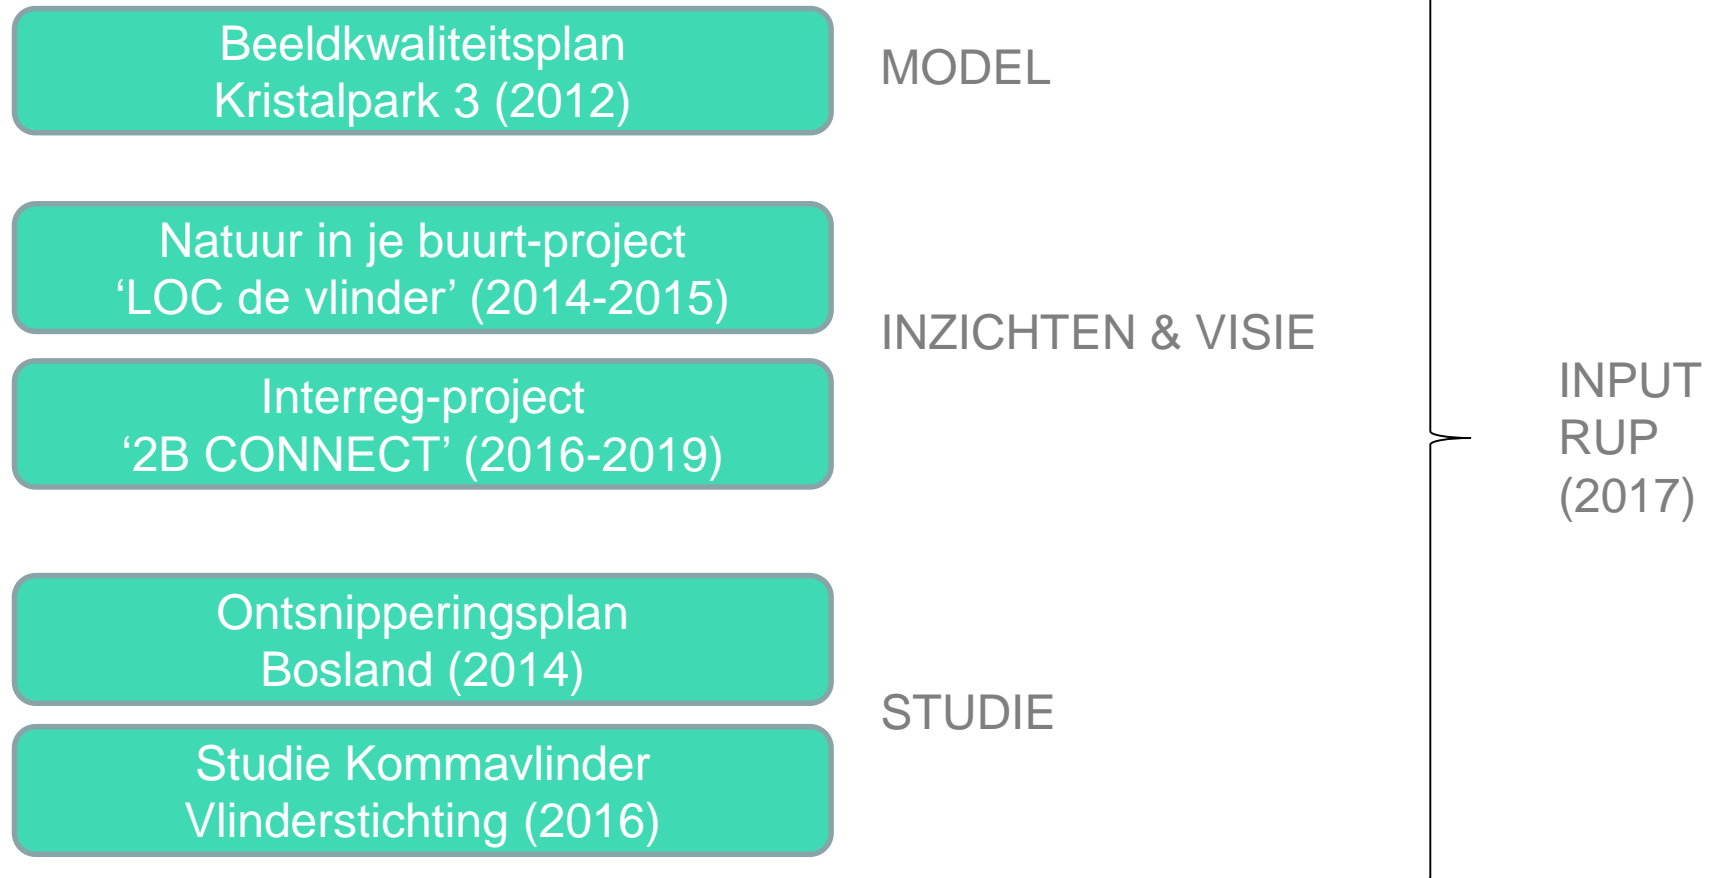 Beeldkwaliteitsplan
Kristalpark 3 (2012)
MODEL
Natuur in je buurt-project
‘LOC de vlinder’ (2014-2015)
INZICHTEN & VISIE
Interreg-project
‘2B CONNECT’ (2016-2019)
Ontsnipperingsplan
Bosland (2014)
STUDIE
Studie Kommavlinder
Vlinderstichting (2016)
INPUT
RUP
(2017)